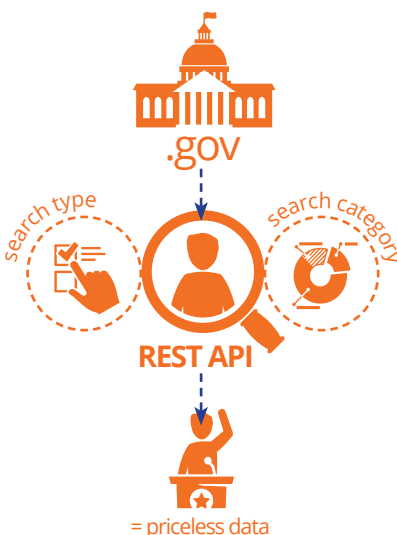 .gov
search type
search category
REST API
= priceless data